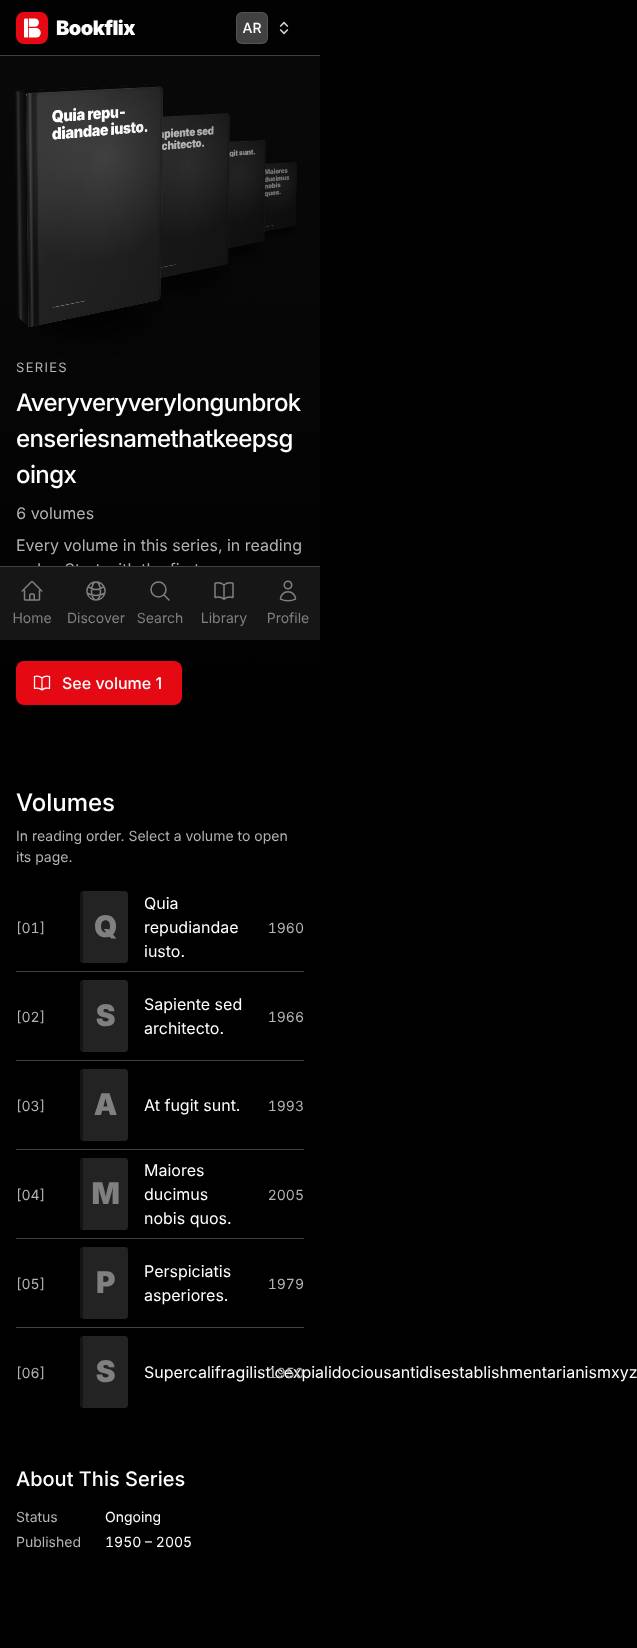 Bookflix
AR
Quia repu-
diandae iusto.
apiente sed
chitecto.
git sunt.
Maiores
ducimus
nobis
quos.
SERIES
Averyveryverylongunbrok
enseriesnamethatkeepsg
oingx
6 volumes
Every volume in this series, in reading
Home
Discover
Search
Library
Profile
See volume 1
Volumes
In reading order. Select a volume to open
its page.
[01]
Q
Quia
repudiandae
iusto.
1960
[02]
S
Sapiente sed
architecto.
1966
[03]
A
At fugit sunt.
1993
[04]
M
Maiores
ducimus
nobis quos.
2005
[05]
P
Perspiciatis
asperiores.
1979
[06]
S
Supercalifragilisticexpialidociousantidisestablishmentarianismxyz
About This Series
Status
Ongoing
Published
1950 – 2005